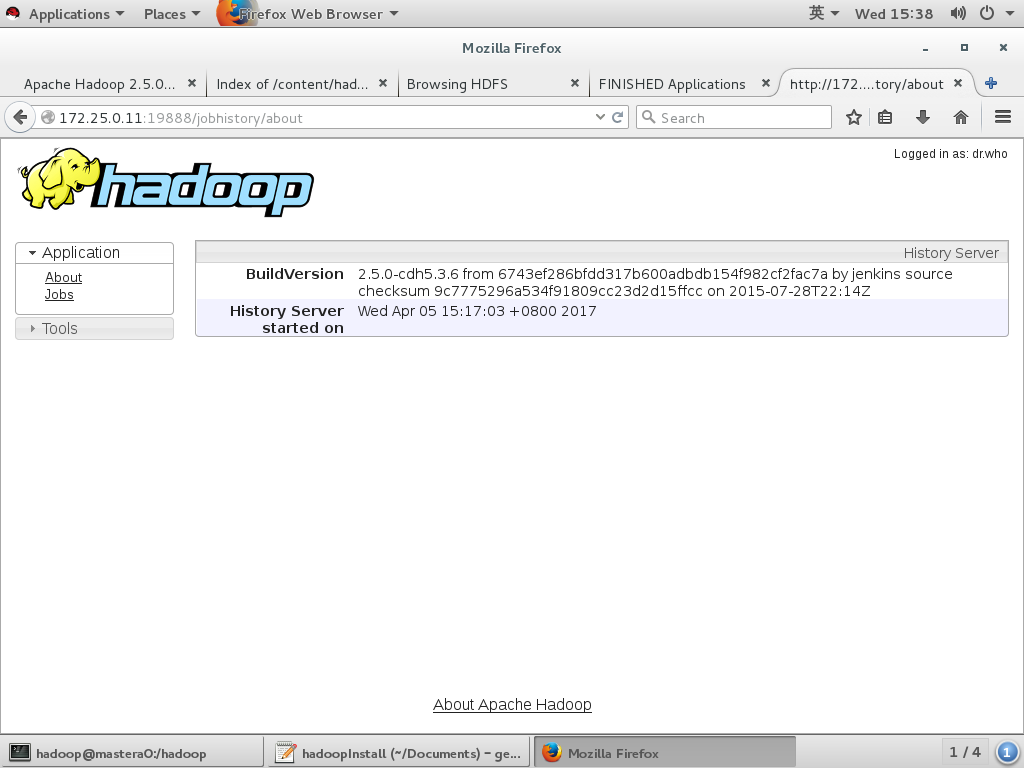 Applications Places Firefox Web Browser 英 Wed 15:38
Mozilla Firefox
Apache Hadoop 2.5.0... Index of /content/had... Browsing HDFS FINISHED Applications http://172....tory/about
172.25.0.11:19888/jobhistory/about Search
Logged in as: dr.who
hadoop
Application
About
Jobs
Tools
History Server
BuildVersion 2.5.0-cdh5.3.6 from 6743ef286bfdd317b600adbdb154f982cf2fac7a by jenkins source
checksum 9c7775296a534f91809cc23d2d15ffcc on 2015-07-28T22:14Z
History Server Wed Apr 05 15:17:03 +0800 2017
started on
About Apache Hadoop
hadoop@mastera0:/hadoop hadoopInstall (~/Documents) - ge... Mozilla Firefox 1 / 4 1